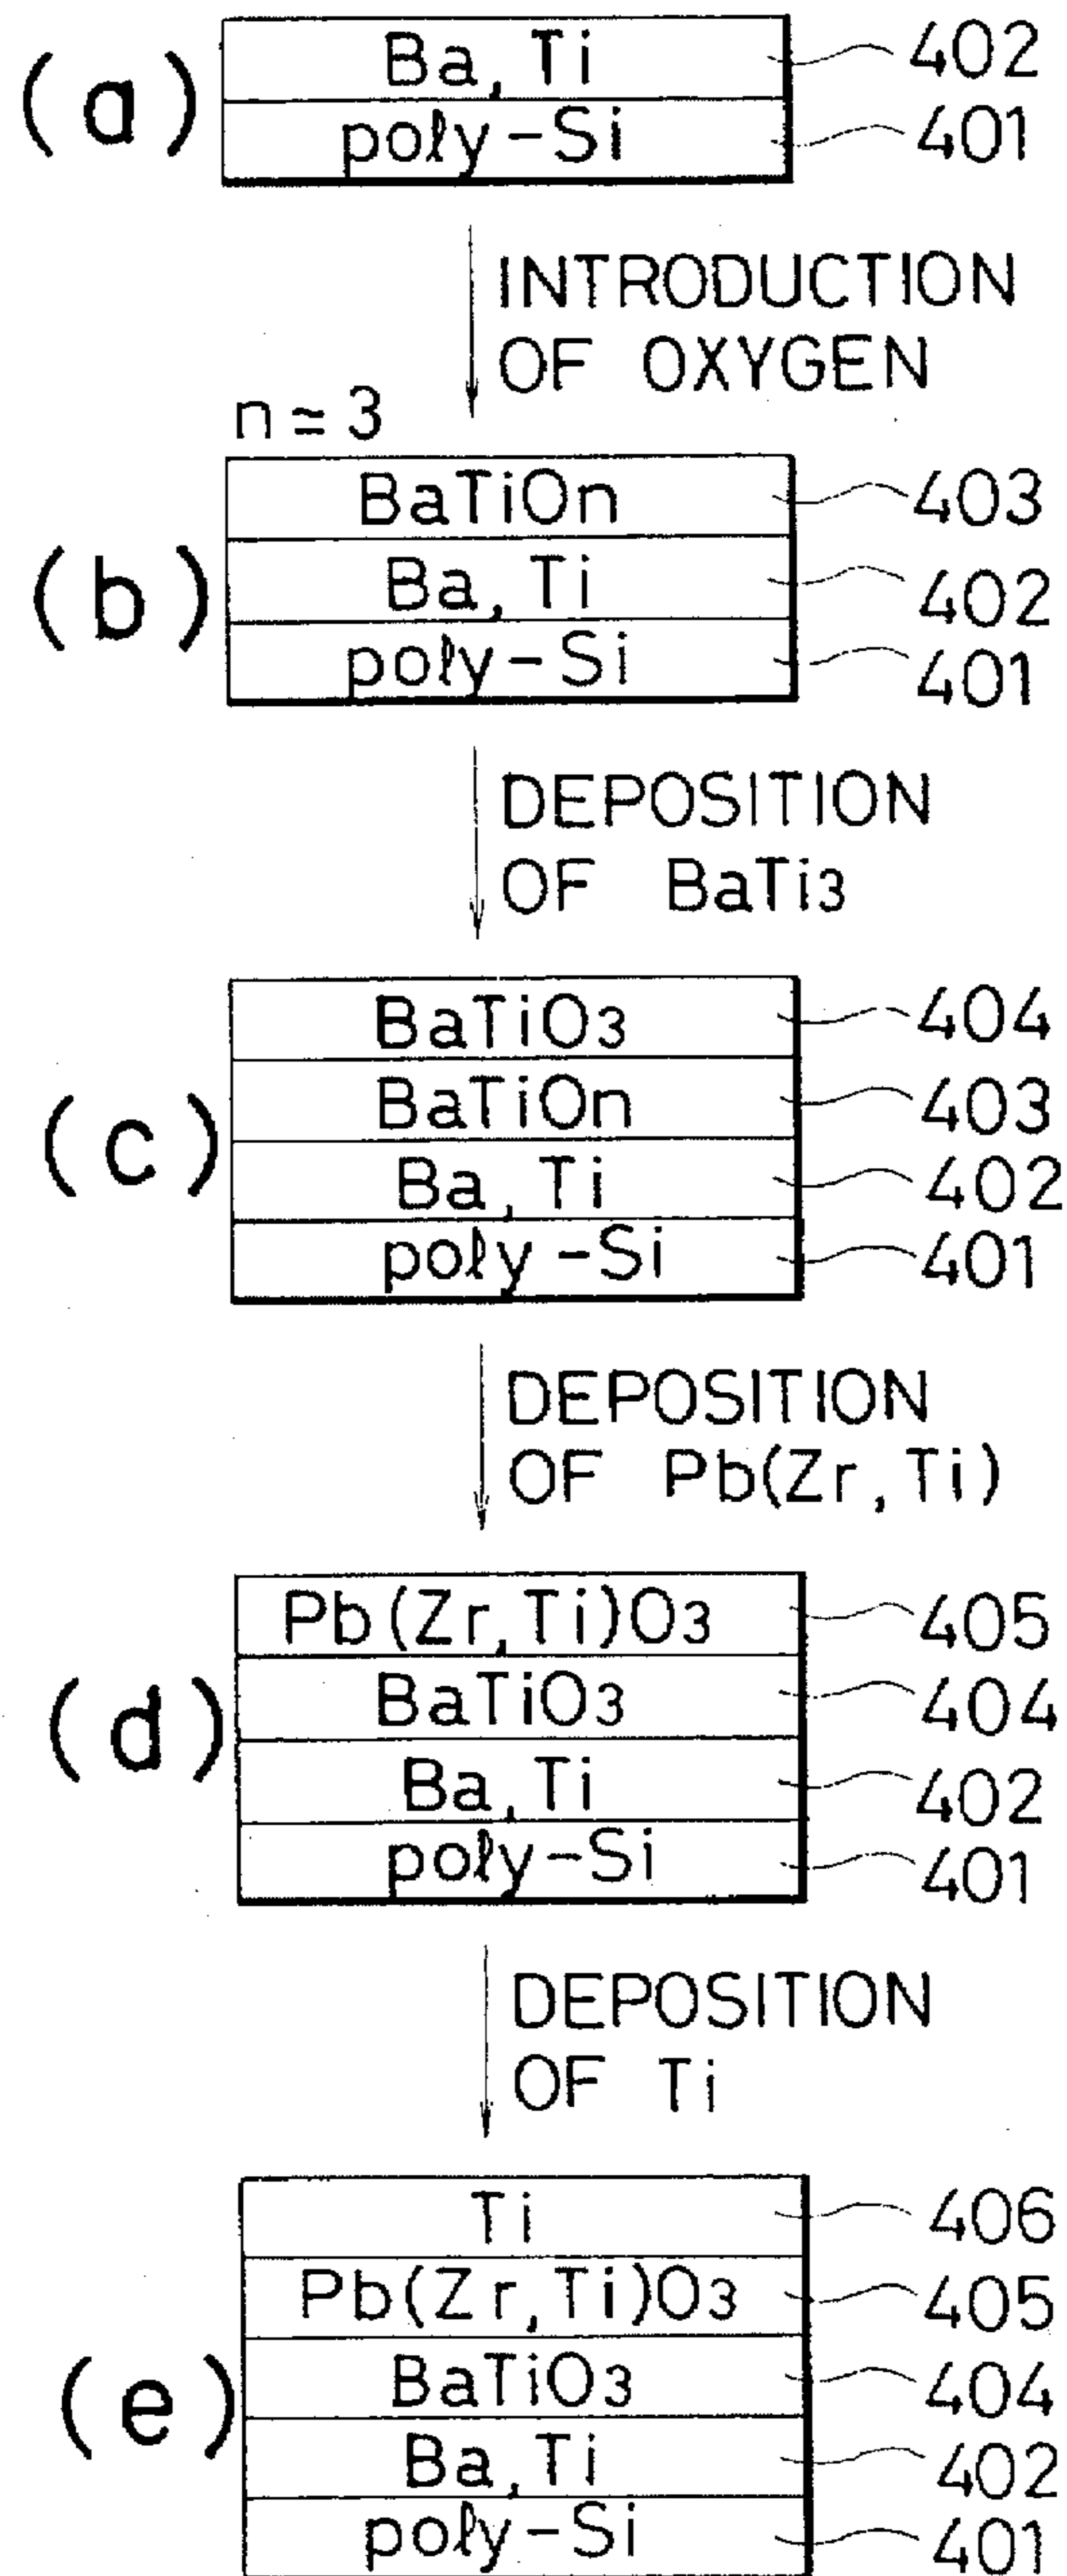 (a)
Ba, Ti 402
poly-Si 401
INTRODUCTION
OF OXYGEN
n≃3
(b)
BaTiOn 403
Ba, Ti 402
poly-Si 401
DEPOSITION
OF BaTi3
(c)
BaTiO3 404
BaTiOn 403
Ba, Ti 402
poly-Si 401
DEPOSITION
OF Pb(Zr, Ti)
(d)
Pb(Zr, Ti)O3 405
BaTiO3 404
Ba, Ti 402
poly-Si 401
DEPOSITION
OF Ti
(e)
Ti 406
Pb(Zr, Ti)O3 405
BaTiO3 404
Ba, Ti 402
poly-Si 401